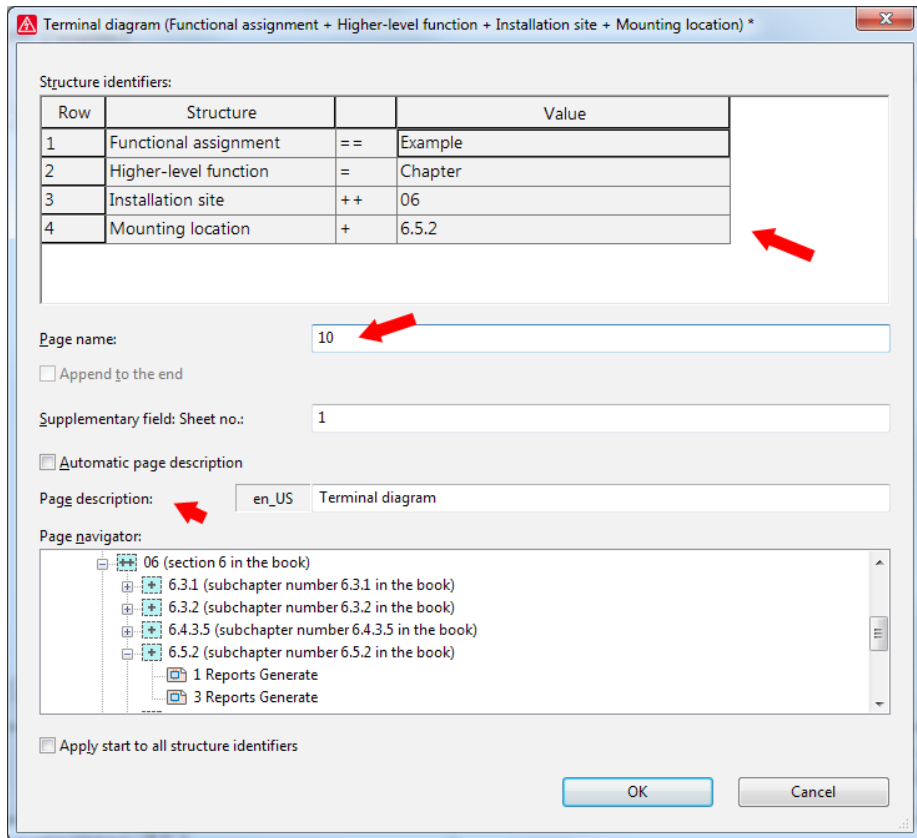 Terminal diagram (Functional assignment + Higher-level function + Installation site + Mounting location) *
Structure identifiers:
Row Structure Value
1 Functional assignment == Example
2 Higher-level function = Chapter
3 Installation site ++ 06
4 Mounting location + 6.5.2
Page name: 10
Append to the end
Supplementary field: Sheet no.: 1
Automatic page description
Page description: en_US Terminal diagram
Page navigator:
06 (section 6 in the book)
6.3.1 (subchapter number 6.3.1 in the book)
6.3.2 (subchapter number 6.3.2 in the book)
6.4.3.5 (subchapter number 6.4.3.5 in the book)
6.5.2 (subchapter number 6.5.2 in the book)
1 Reports Generate
3 Reports Generate
Apply start to all structure identifiers
OK Cancel